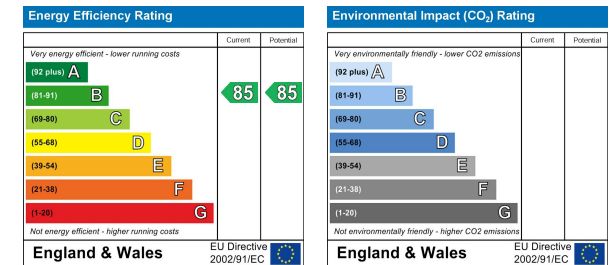 Energy Efficiency Rating
Current Potential
Very energy efficient - lower running costs
(92 plus) A
(81-91) B
85 85
(69-80) C
(55-68) D
(39-54) E
(21-38) F
(1-20) G
Not energy efficient - higher running costs
England & Wales
EU Directive
2002/91/EC
Environmental Impact (CO2) Rating
Current Potential
Very environmentally friendly - lower CO2 emissions
(92 plus) A
(81-91) B
(69-80) C
(55-68) D
(39-54) E
(21-38) F
(1-20) G
Not environmentally friendly - higher CO2 emissions
England & Wales
EU Directive
2002/91/EC